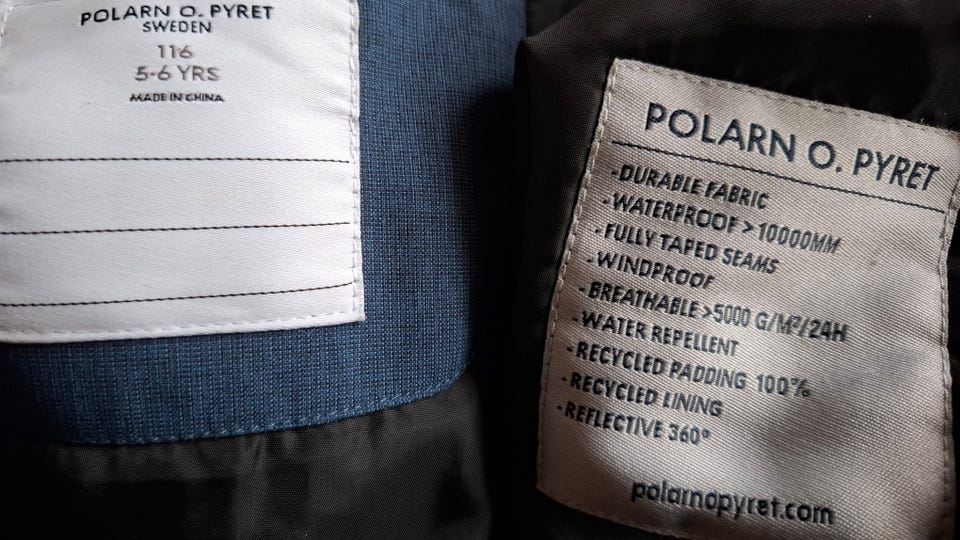 POLARN O. PYRET
SWEDEN
116
5-6 YRS
MADE IN CHINA
POLARN O. PYRET
-DURABLE FABRIC
-WATERPROOF >10000MM
-FULLY TAPED SEAMS
-WINDPROOF
-BREATHABLE >5000 G/M²/24H
-WATER REPELLENT
-RECYCLED PADDING 100%
-RECYCLED LINING
-REFLECTIVE 360°
polarnopyret.com